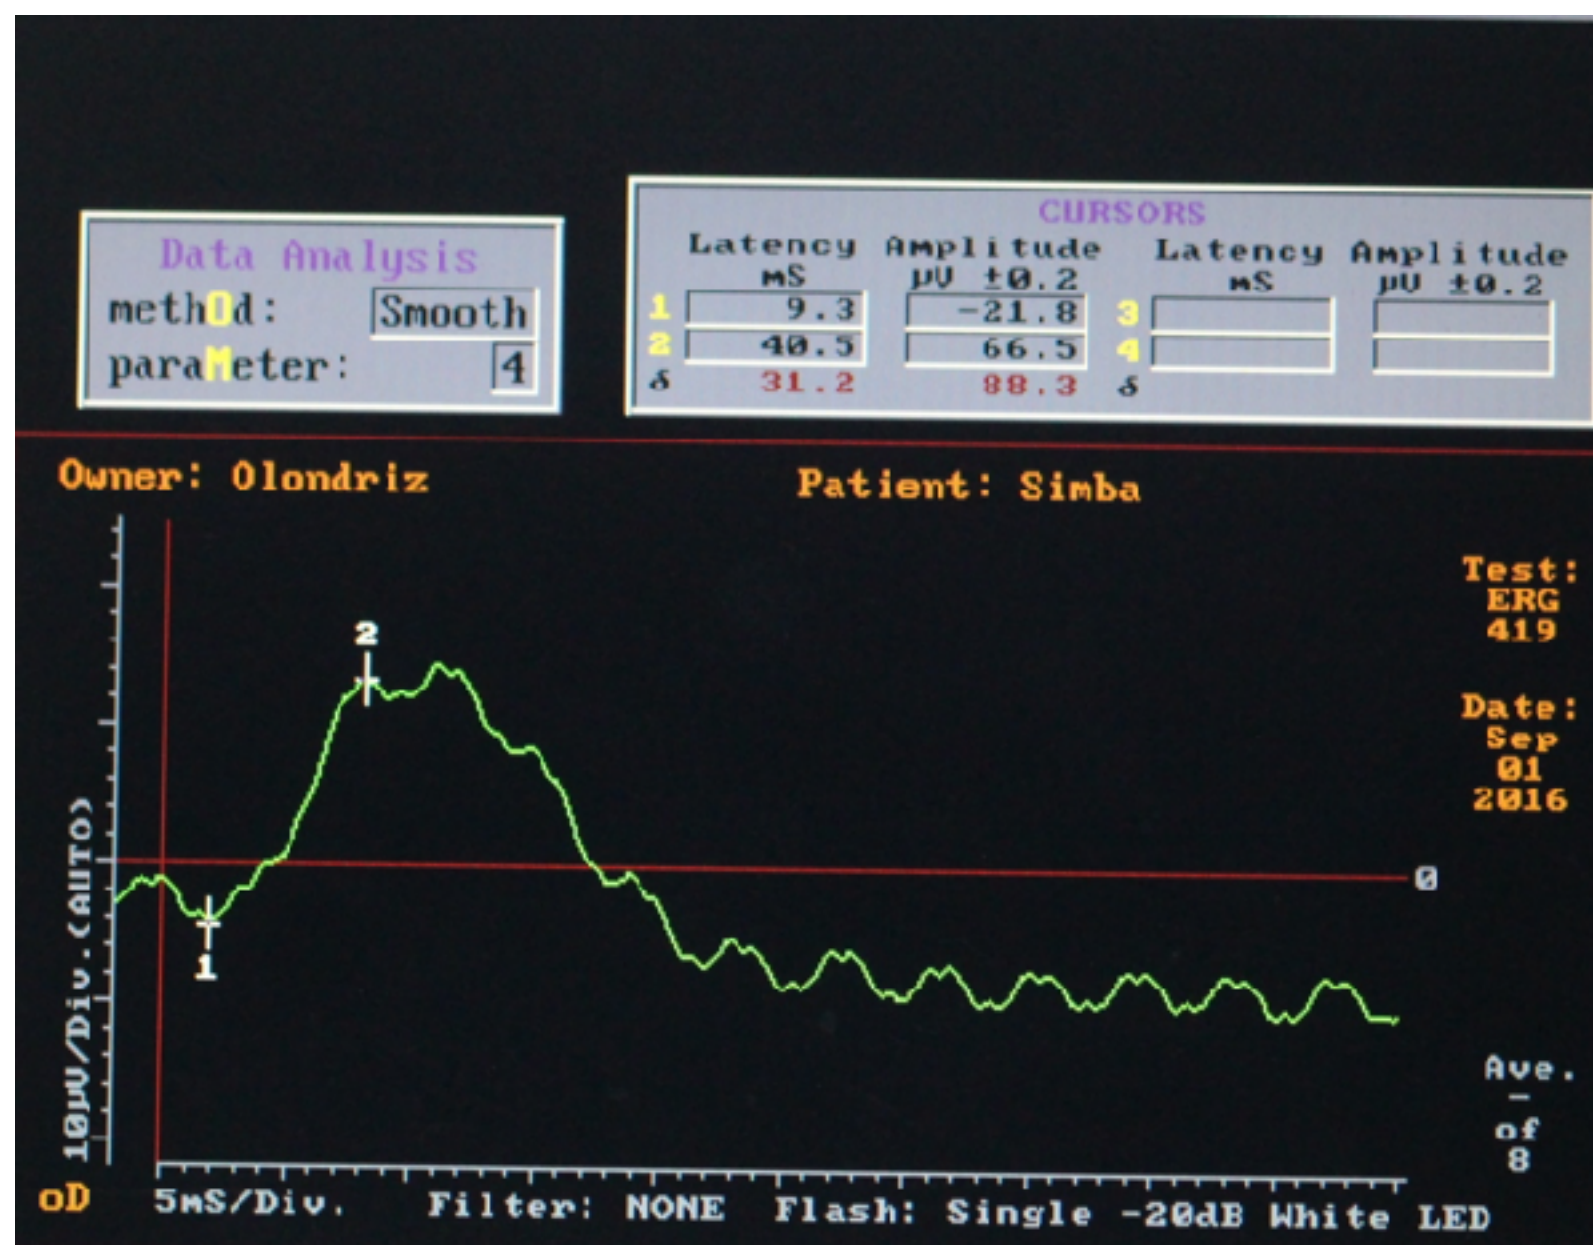 Data Analysis
methOd: Smooth
paraMeter: 4
CURSORS
Latency Amplitude Latency Amplitude
mS µV ±0.2 mS µV ±0.2
1 9.3 -21.8 3
2 40.5 66.5 4
δ 31.2 88.3 δ
Owner: Olondriz Patient: Simba
Test:
ERG
419
Date:
Sep
01
2016
2
1
0
10µV/Div.(AUTO)
Ave.
-
of
8
oD 5mS/Div. Filter: NONE Flash: Single -20dB White LED